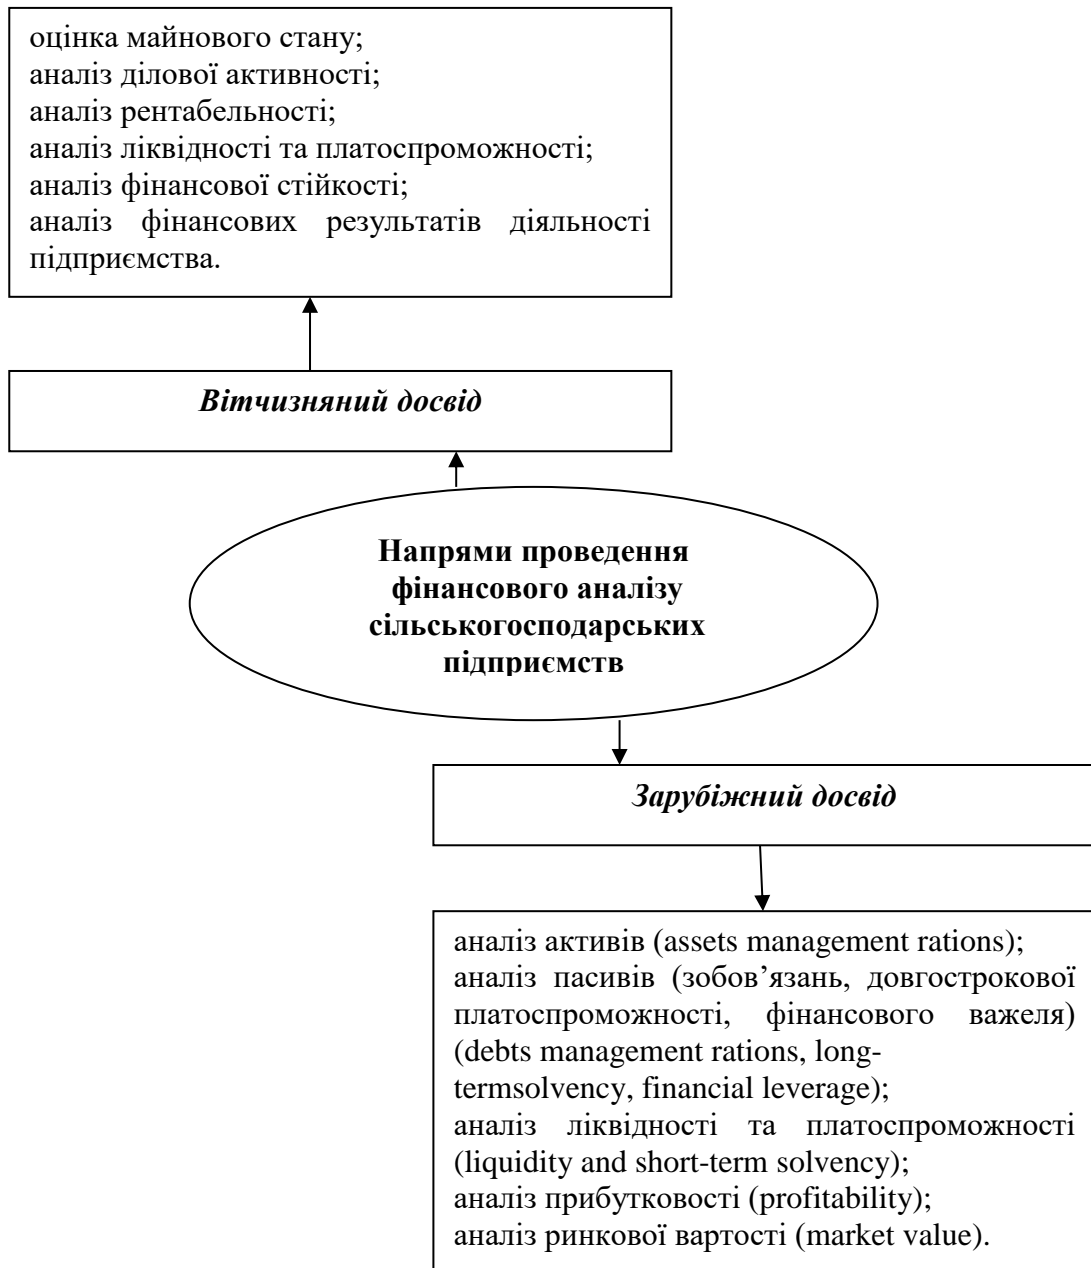 оцінка майнового стану;
аналіз ділової активності;
аналіз рентабельності;
аналіз ліквідності та платоспроможності;
аналіз фінансової стійкості;
аналіз фінансових результатів діяльності
підприємства.
Вітчизняний досвід
Напрями проведення
фінансового аналізу
сільськогосподарських
підприємств
Зарубіжний досвід
аналіз активів (assets management rations);
аналіз пасивів (зобов’язань, довгострокової
платоспроможності, фінансового важеля)
(debts management rations, long-
termsolvency, financial leverage);
аналіз ліквідності та платоспроможності
(liquidity and short-term solvency);
аналіз прибутковості (profitability);
аналіз ринкової вартості (market value).